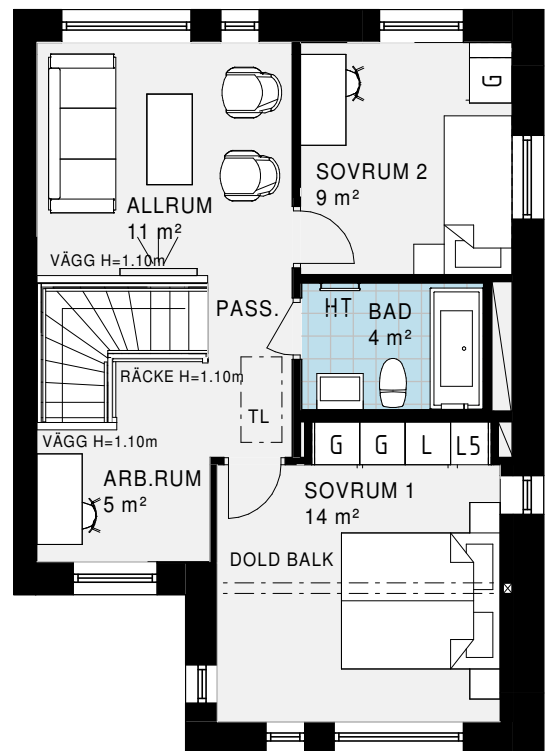 G
SOVRUM 2
9 m²
ALLRUM
11 m²
VÄGG H=1.10m
PASS.
HT
BAD
4 m²
RÄCKE H=1.10m
TL
VÄGG H=1.10m
G G L L5
ARB.RUM
5 m²
SOVRUM 1
14 m²
DOLD BALK